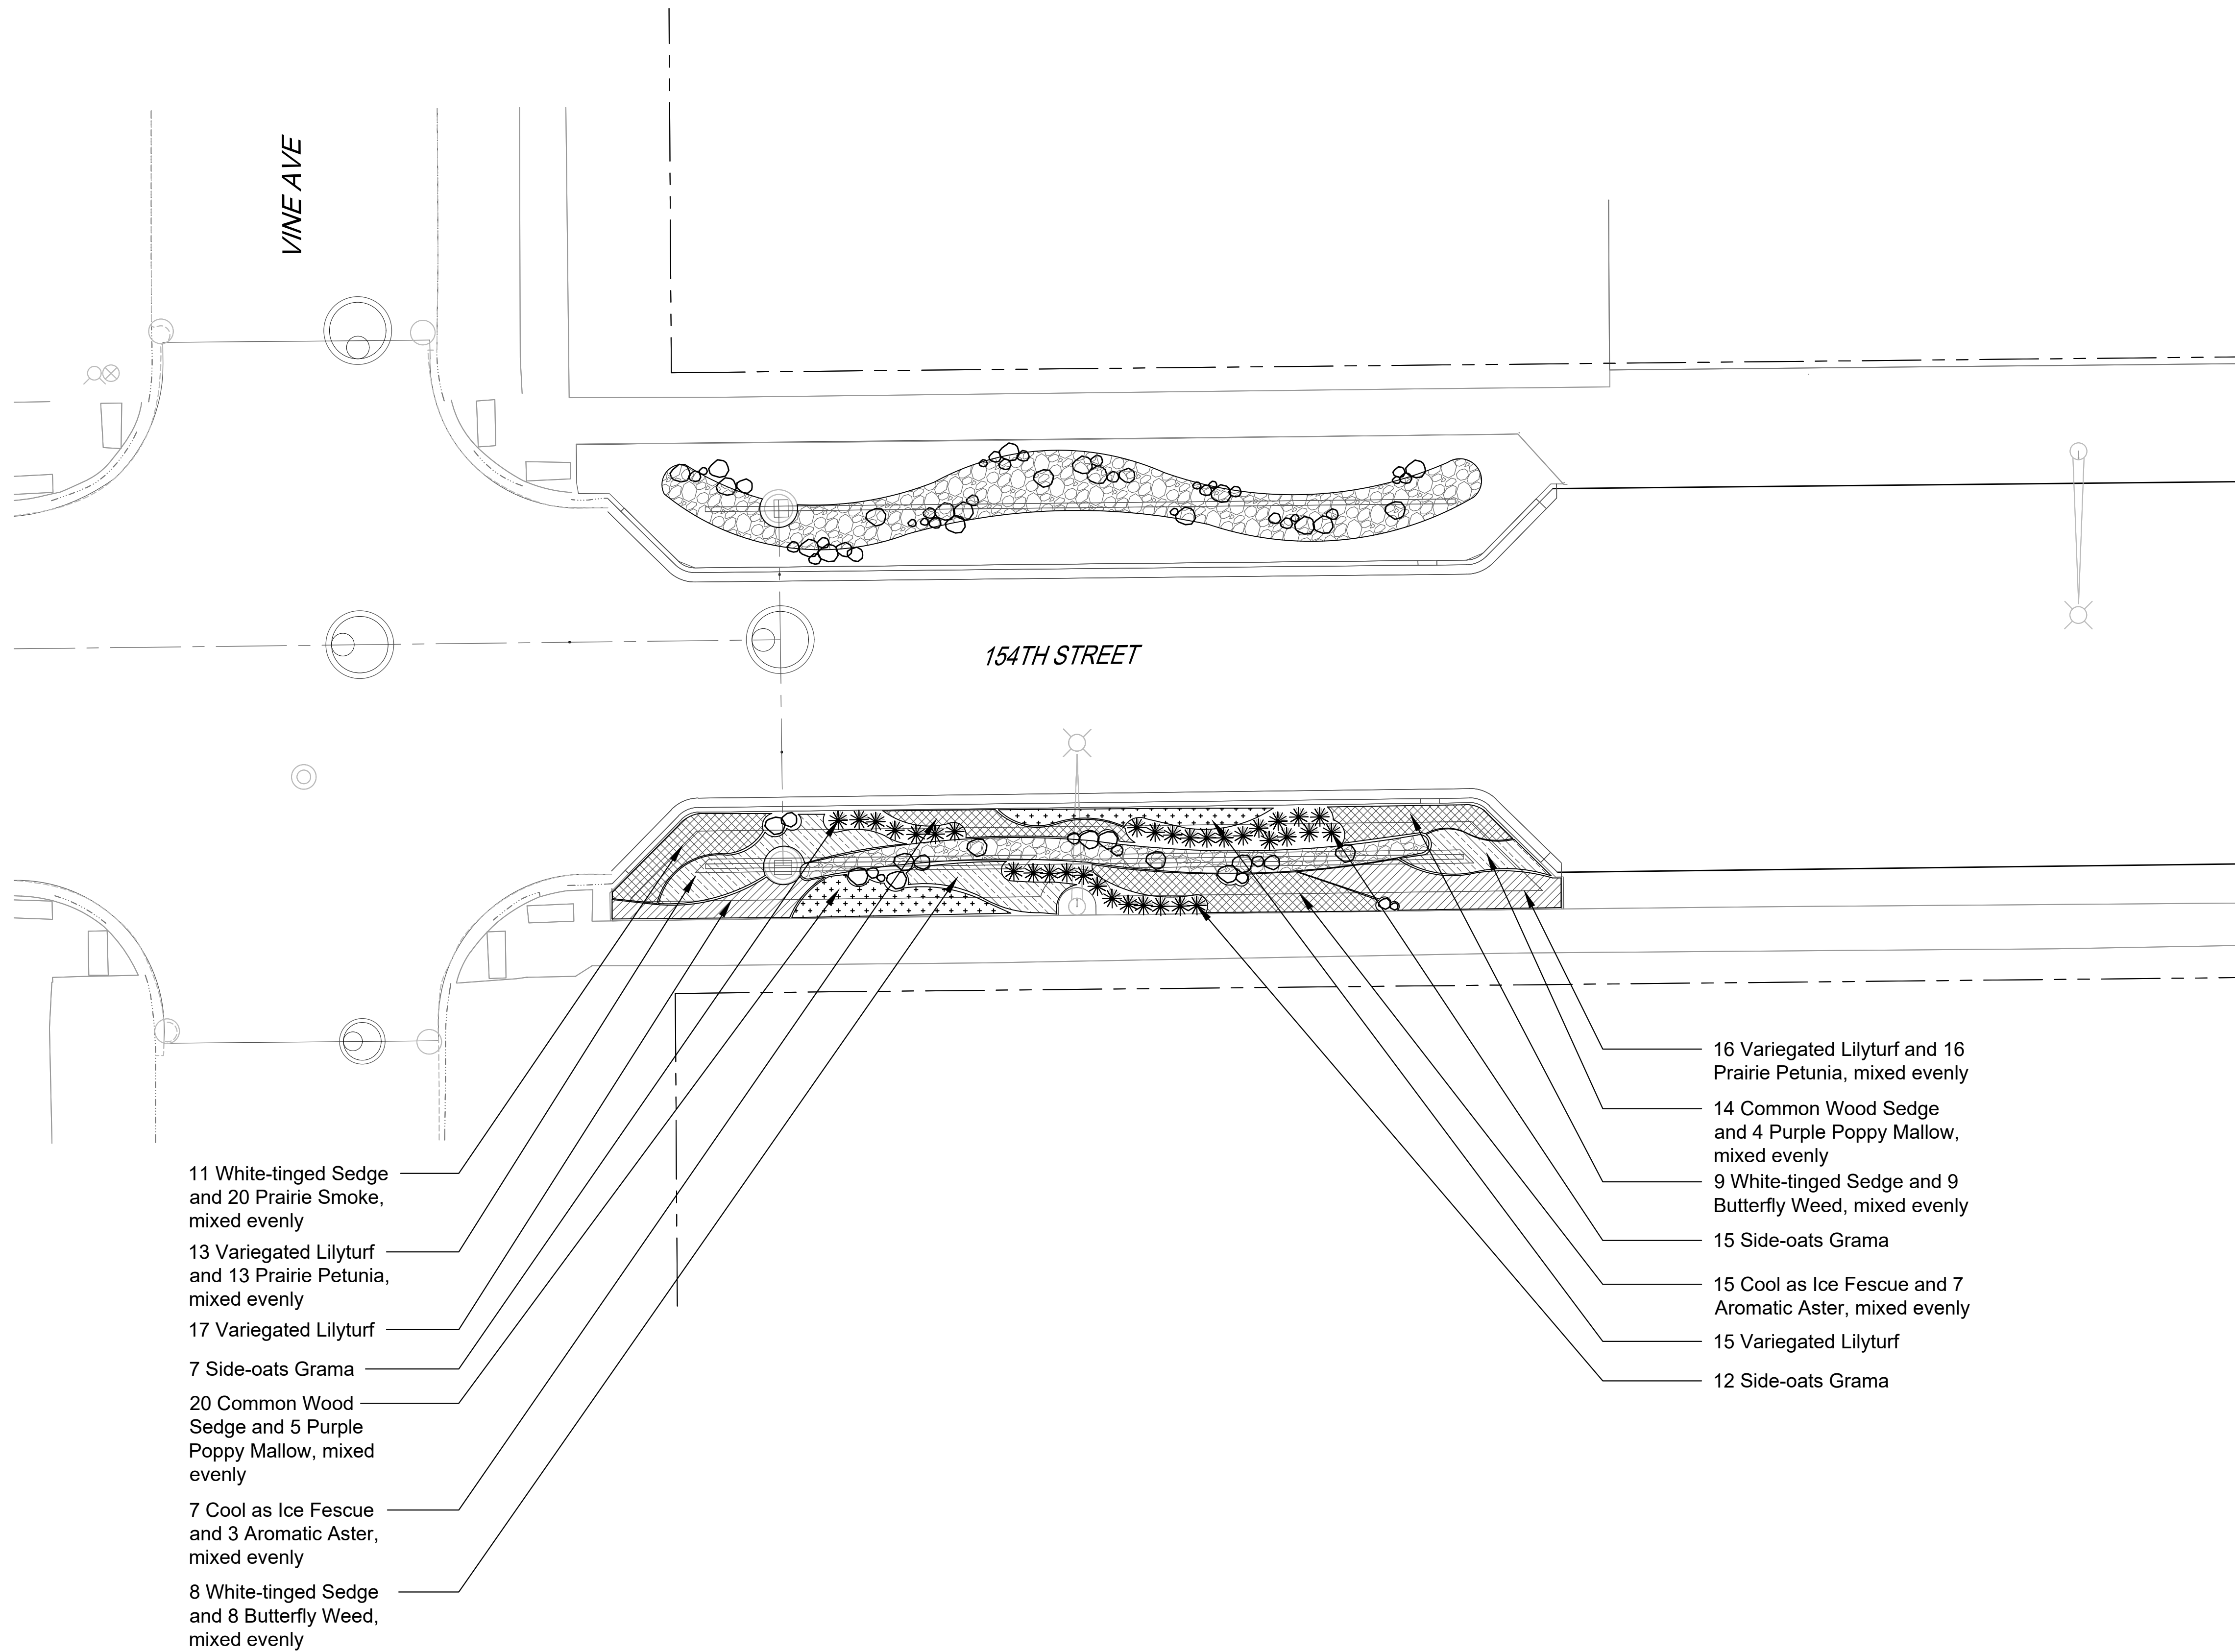 VINE AVE
154TH STREET
11 White-tinged Sedge
and 20 Prairie Smoke,
mixed evenly
13 Variegated Lilyturf
and 13 Prairie Petunia,
mixed evenly
17 Variegated Lilyturf
7 Side-oats Grama
20 Common Wood
Sedge and 5 Purple
Poppy Mallow, mixed
evenly
7 Cool as Ice Fescue
and 3 Aromatic Aster,
mixed evenly
8 White-tinged Sedge
and 8 Butterfly Weed,
mixed evenly
16 Variegated Lilyturf and 16
Prairie Petunia, mixed evenly
14 Common Wood Sedge
and 4 Purple Poppy Mallow,
mixed evenly
9 White-tinged Sedge and 9
Butterfly Weed, mixed evenly
15 Side-oats Grama
15 Cool as Ice Fescue and 7
Aromatic Aster, mixed evenly
15 Variegated Lilyturf
12 Side-oats Grama